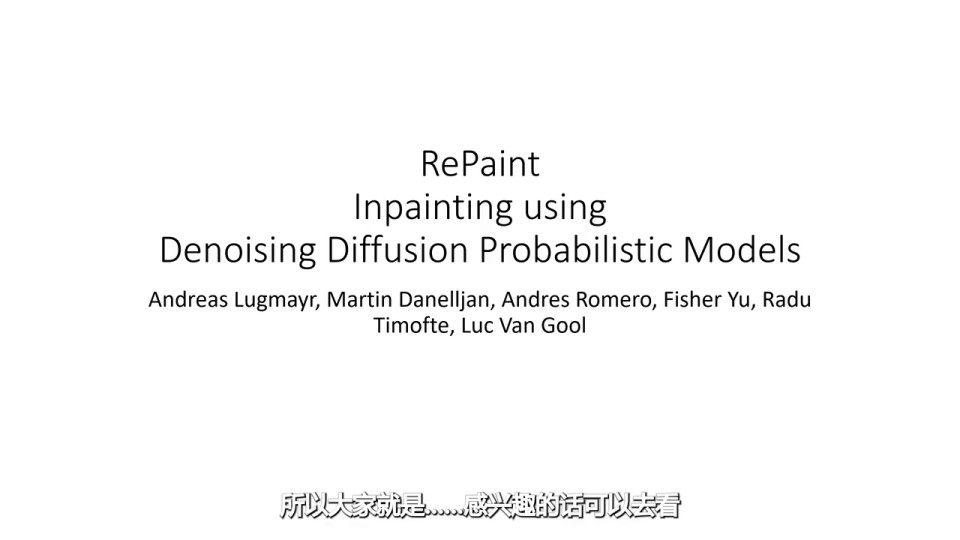 RePaint
Inpainting using
Denoising Diffusion Probabilistic Models
Andreas Lugmayr, Martin Danelljan, Andres Romero, Fisher Yu, Radu
Timofte, Luc Van Gool
所以大家就是......感兴趣的话可以去看